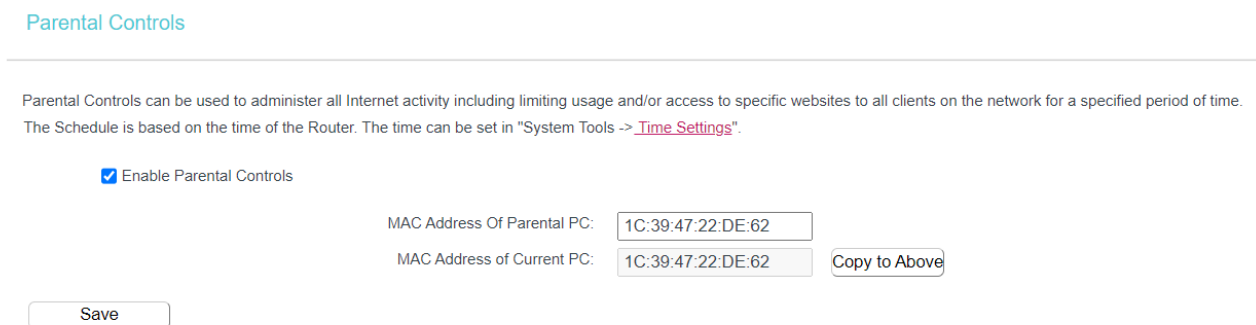 Parental Controls
Parental Controls can be used to administer all Internet activity including limiting usage and/or access to specific websites to all clients on the network for a specified period of time.
The Schedule is based on the time of the Router. The time can be set in "System Tools -> Time Settings".
Enable Parental Controls
MAC Address Of Parental PC: 1C:39:47:22:DE:62
MAC Address of Current PC: 1C:39:47:22:DE:62 Copy to Above
Save